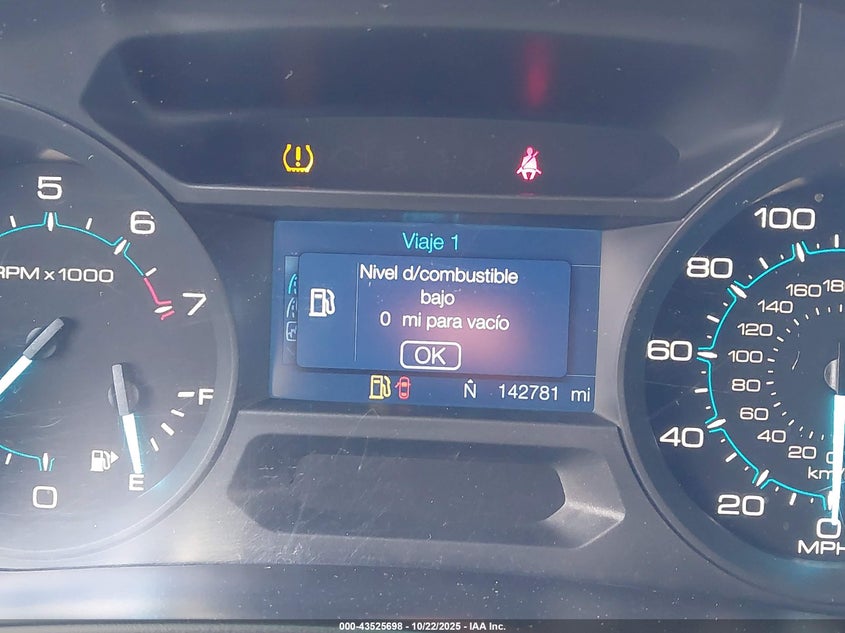 5
6
7
RPM x 1000
0
F
E
Viaje 1
Nivel d/combustible
bajo
0 mi para vacío
OK
N 142781 mi
100
80
60
40
20
0
MPH
180
160
140
120
100
80
60
40
20
0
km/
000-43525698 - 10/22/2025 - IAA Inc.